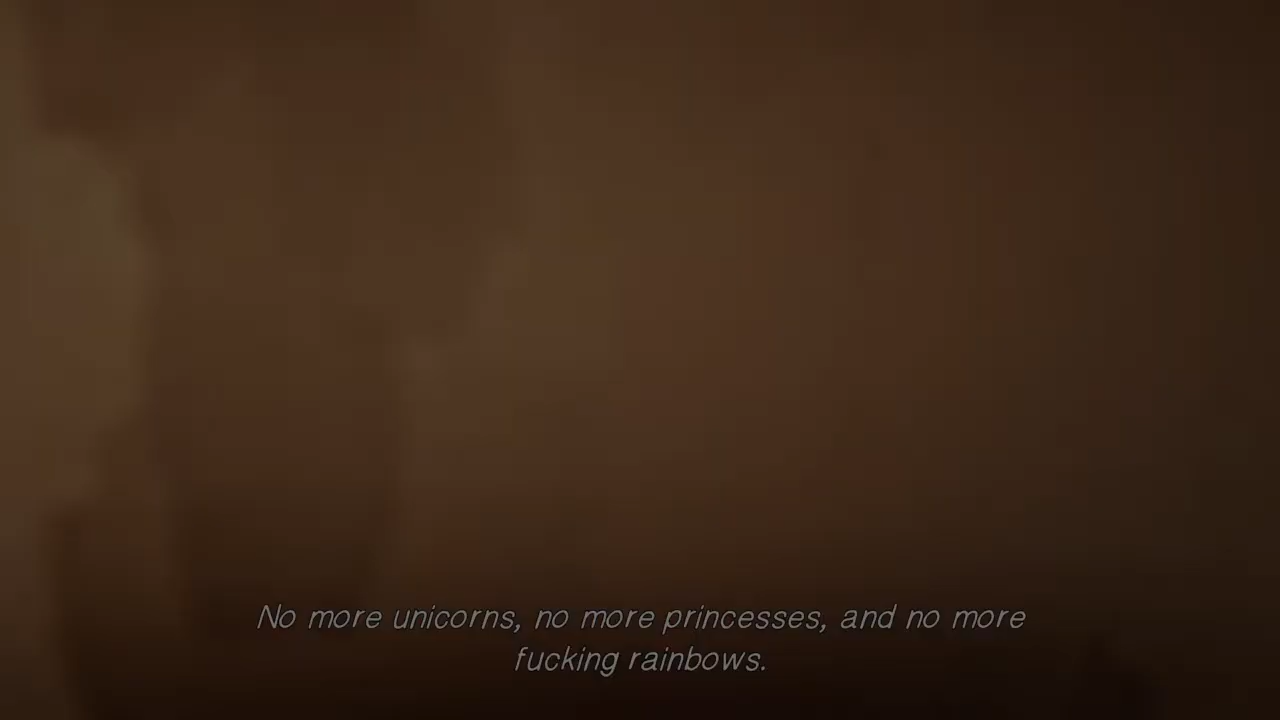 No more unicorns, no more princesses, and no more
fucking rainbows.